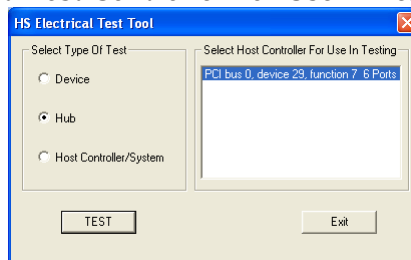 HS Electrical Test Tool
Select Type Of Test
Device
Hub
Host Controller/System
Select Host Controller For Use In Testing
PCI bus 0, device 29, function 7 6 Ports
TEST
Exit